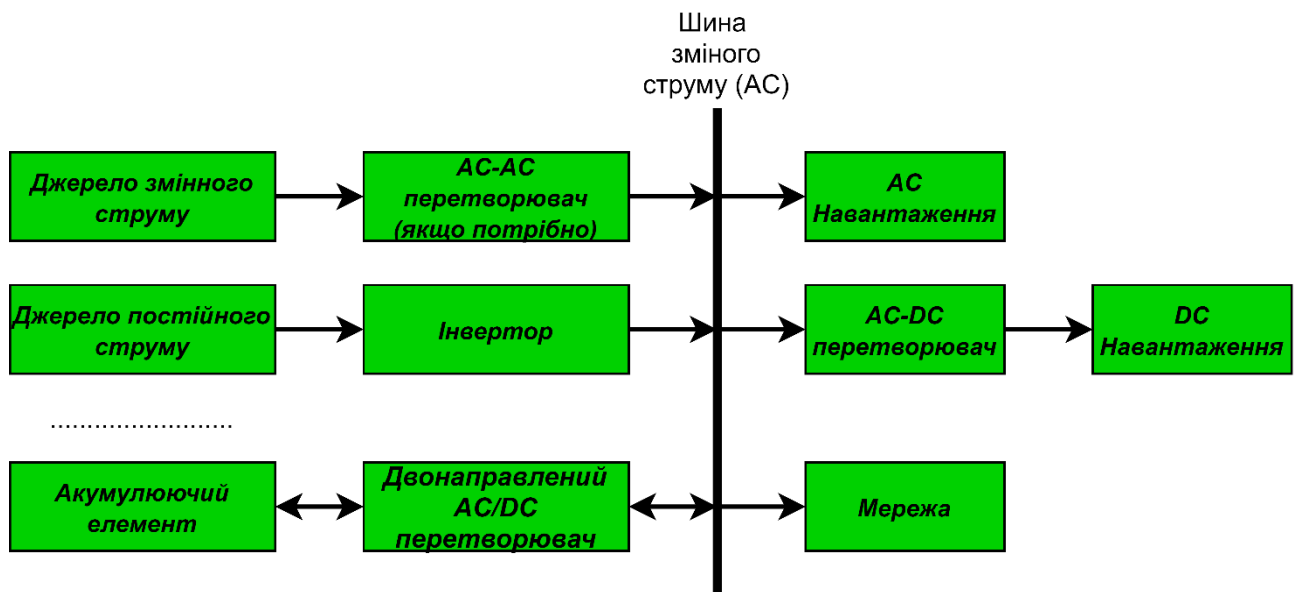 Шина
зміного
струму (AC)
Джерело змінного
струму
AC-AC
перетворювач
(якщо потрібно)
AC
Навантаження
Джерело постійного
струму
Інвертор
AC-DC
перетворювач
DC
Навантаження
.........................
Акумулюючий
елемент
Двонаправлений
AC/DC
перетворювач
Мережа